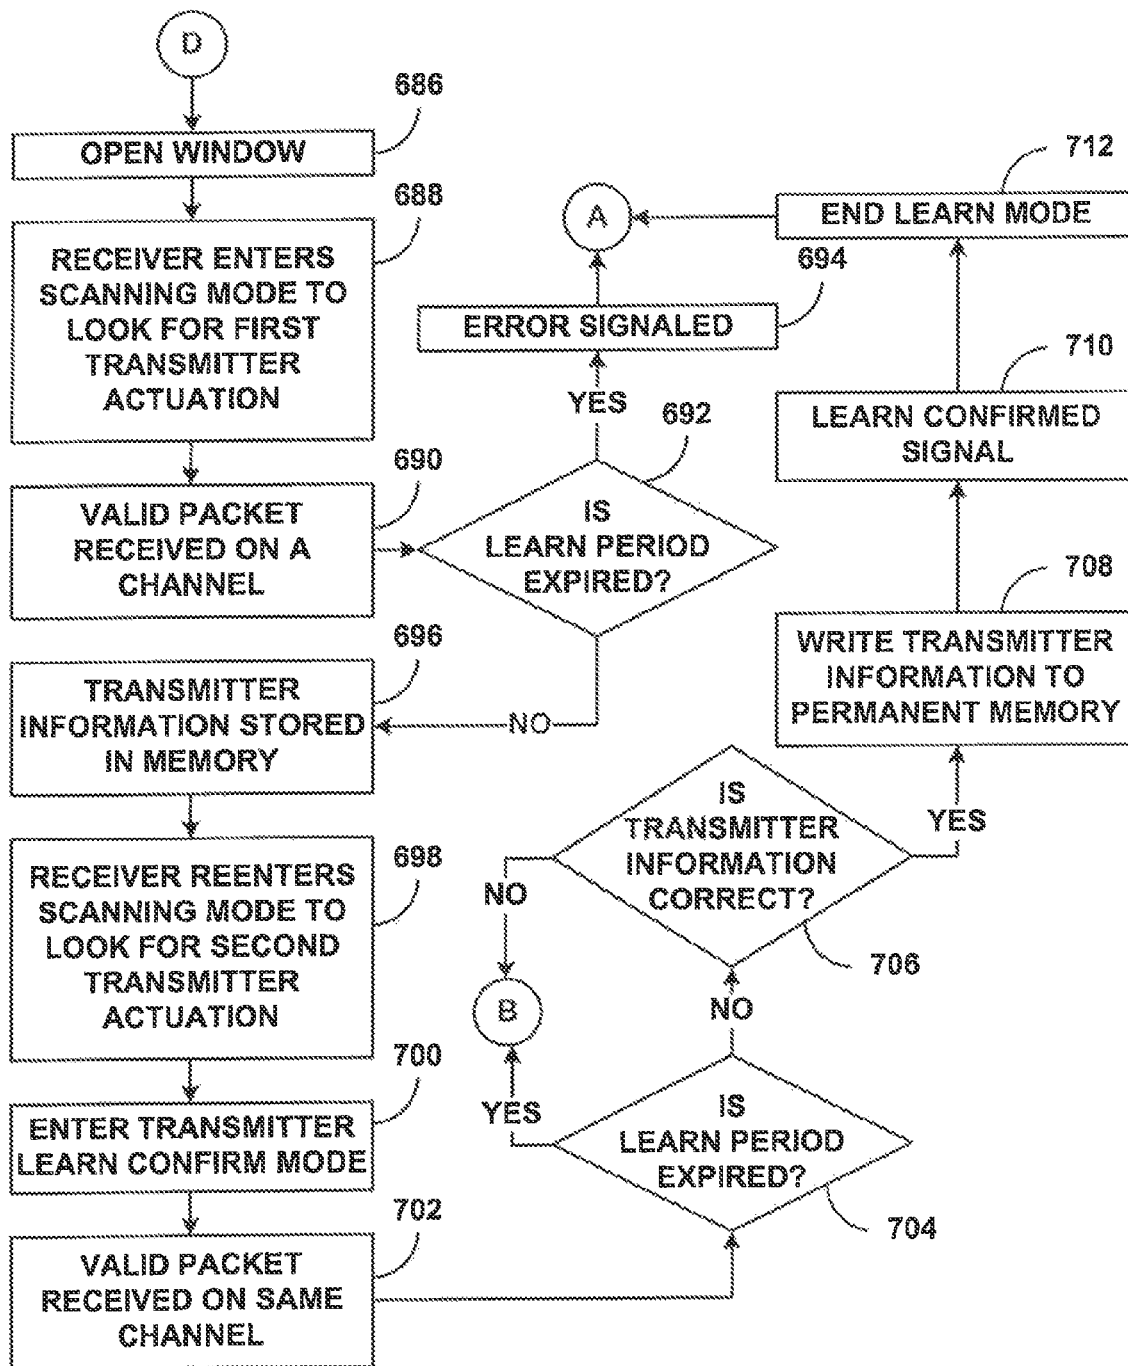 D
686
OPEN WINDOW
688
RECEIVER ENTERS
SCANNING MODE TO
LOOK FOR FIRST
TRANSMITTER
ACTUATION
690
VALID PACKET
RECEIVED ON A
CHANNEL
692
IS
LEARN PERIOD
EXPIRED?
YES
694
ERROR SIGNALED
A
NO
696
TRANSMITTER
INFORMATION STORED
IN MEMORY
698
RECEIVER REENTERS
SCANNING MODE TO
LOOK FOR SECOND
TRANSMITTER
ACTUATION
700
ENTER TRANSMITTER
LEARN CONFIRM MODE
702
VALID PACKET
RECEIVED ON SAME
CHANNEL
704
IS
LEARN PERIOD
EXPIRED?
YES
B
NO
706
IS
TRANSMITTER
INFORMATION
CORRECT?
NO
YES
708
WRITE TRANSMITTER
INFORMATION TO
PERMANENT MEMORY
710
LEARN CONFIRMED
SIGNAL
712
END LEARN MODE